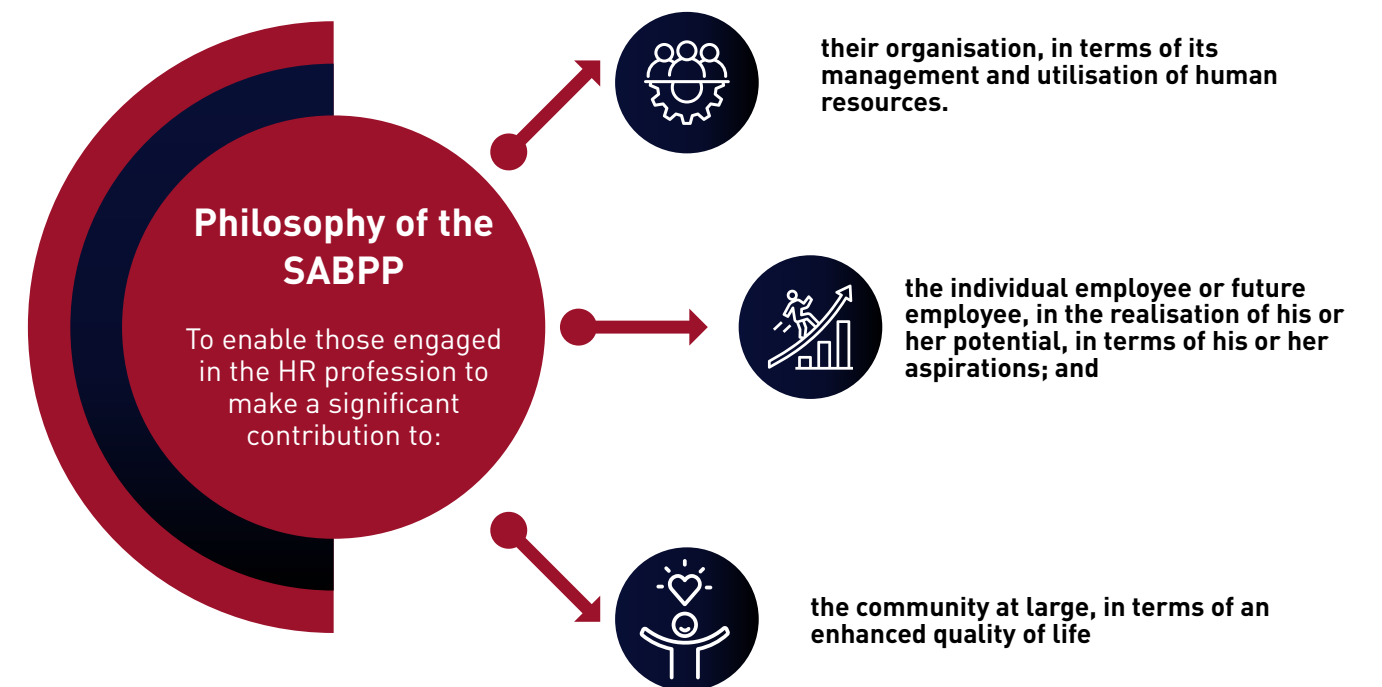 Philosophy of the
SABPP
To enable those engaged
in the HR profession to
make a significant
contribution to:
their organisation, in terms of its
management and utilisation of human
resources.
the individual employee or future
employee, in the realisation of his or
her potential, in terms of his or her
aspirations; and
the community at large, in terms of an
enhanced quality of life